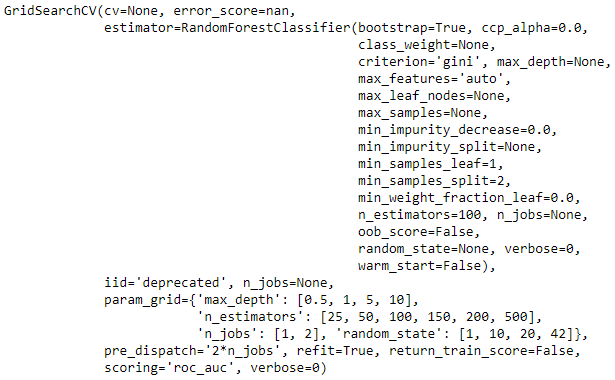 GridSearchCV(cv=None, error_score=nan,
estimator=RandomForestClassifier(bootstrap=True, ccp_alpha=0.0,
class_weight=None,
criterion='gini', max_depth=None,
max_features='auto',
max_leaf_nodes=None,
max_samples=None,
min_impurity_decrease=0.0,
min_impurity_split=None,
min_samples_leaf=1,
min_samples_split=2,
min_weight_fraction_leaf=0.0,
n_estimators=100, n_jobs=None,
oob_score=False,
random_state=None, verbose=0,
warm_start=False),
iid='deprecated', n_jobs=None,
param_grid={'max_depth': [0.5, 1, 5, 10],
'n_estimators': [25, 50, 100, 150, 200, 500],
'n_jobs': [1, 2], 'random_state': [1, 10, 20, 42]},
pre_dispatch='2*n_jobs', refit=True, return_train_score=False,
scoring='roc_auc', verbose=0)